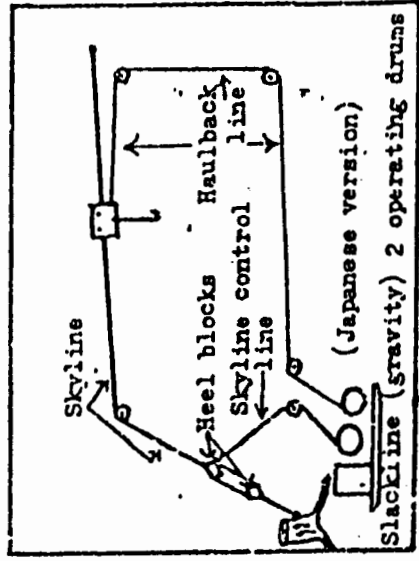 Skyline
Heel blocks Haulback
Skyline control line
line
(Japanese version)
Slackline (gravity) 2 operating drums